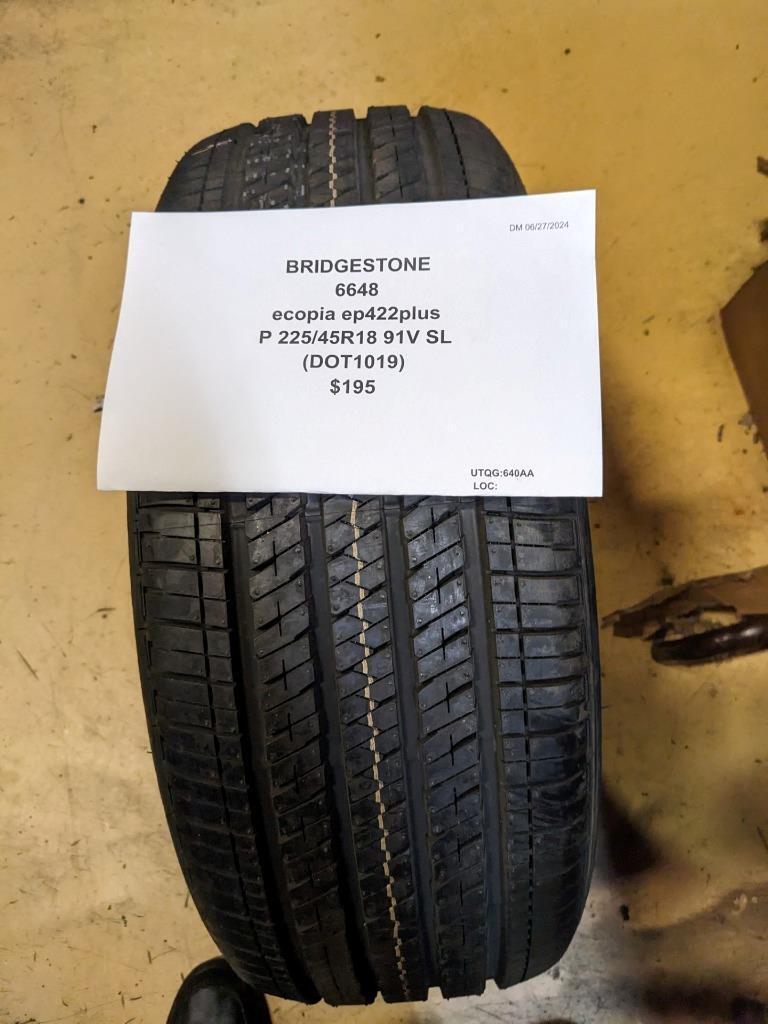 DM 06/27/2024
BRIDGESTONE
6648
ecopia ep422plus
P 225/45R18 91V SL
(DOT1019)
$195
UTQG:640AA
LOC: